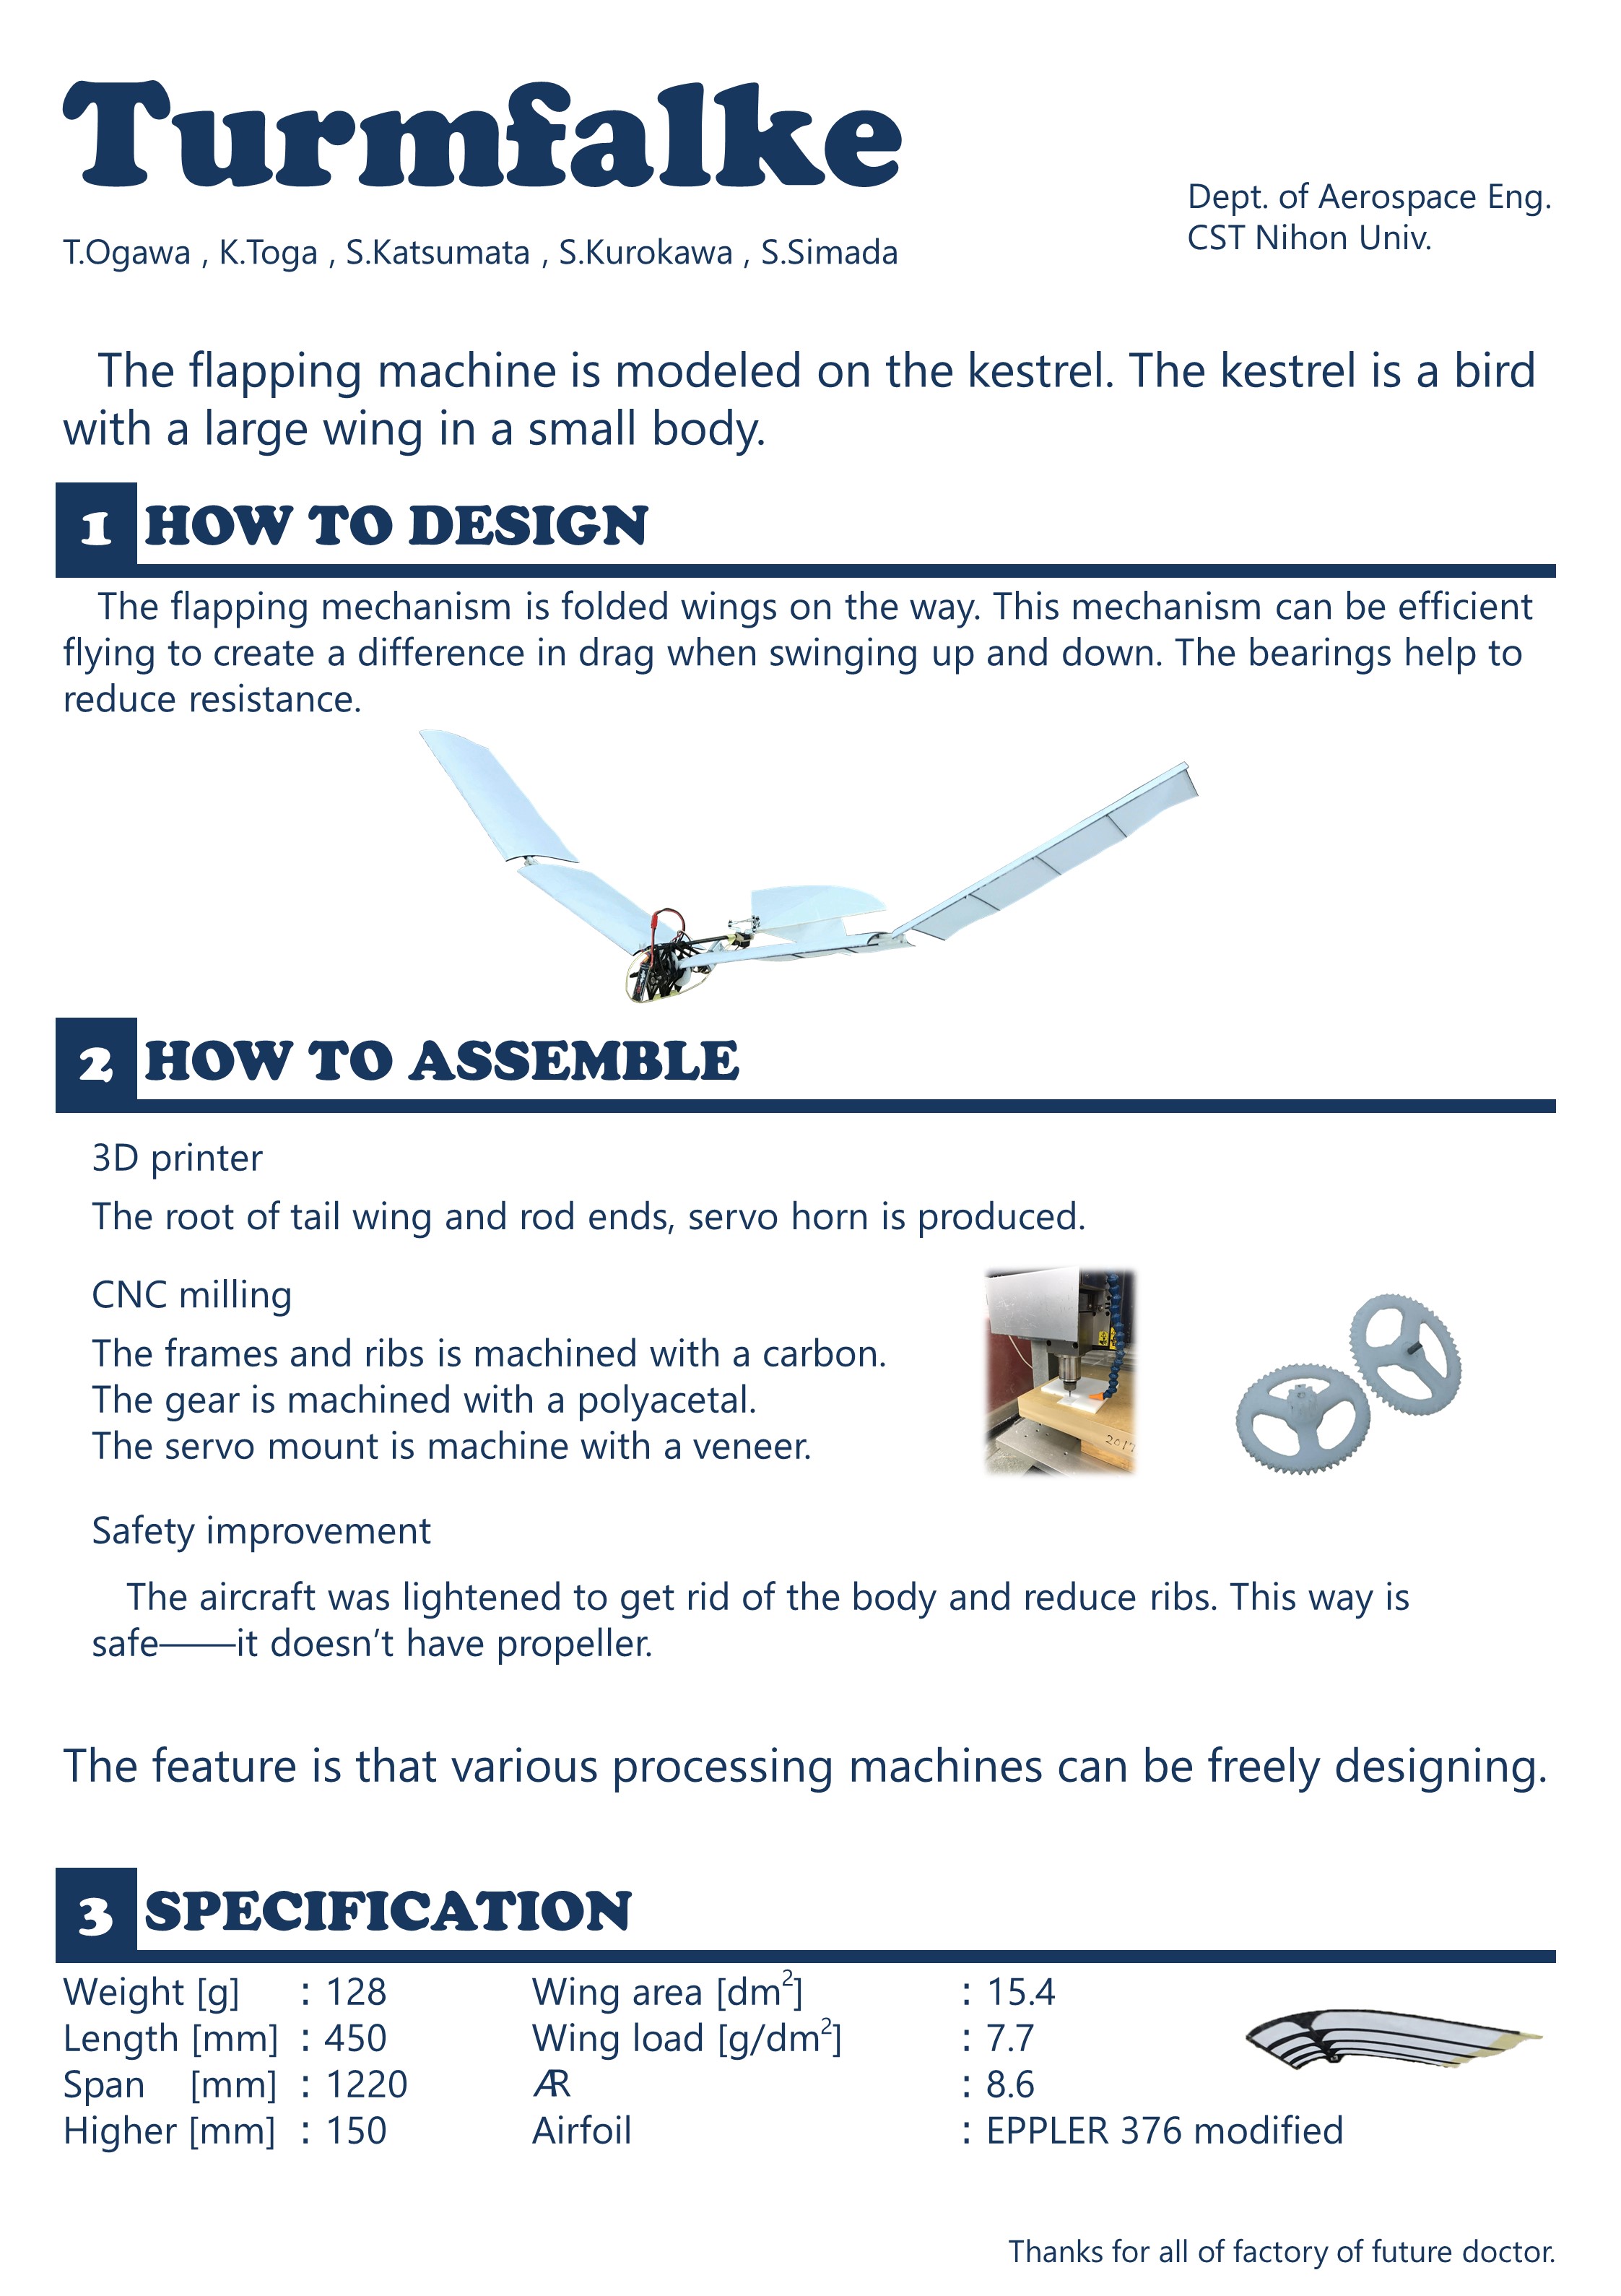 Turmfalke
T.Ogawa , K.Toga , S.Katsumata , S.Kurokawa , S.Simada
Dept. of Aerospace Eng.
CST Nihon Univ.
The flapping machine is modeled on the kestrel. The kestrel is a bird
with a large wing in a small body.
1 HOW TO DESIGN
The flapping mechanism is folded wings on the way. This mechanism can be efficient
flying to create a difference in drag when swinging up and down. The bearings help to
reduce resistance.
2 HOW TO ASSEMBLE
3D printer
The root of tail wing and rod ends, servo horn is produced.
CNC milling
The frames and ribs is machined with a carbon.
The gear is machined with a polyacetal.
The servo mount is machine with a veneer.
2017
Safety improvement
The aircraft was lightened to get rid of the body and reduce ribs. This way is
safe――it doesn’t have propeller.
The feature is that various processing machines can be freely designing.
3 SPECIFICATION
Weight [g] : 128 Wing area [dm²] : 15.4
Length [mm] : 450 Wing load [g/dm²] : 7.7
Span [mm] : 1220 AR : 8.6
Higher [mm] : 150 Airfoil : EPPLER 376 modified
Thanks for all of factory of future doctor.